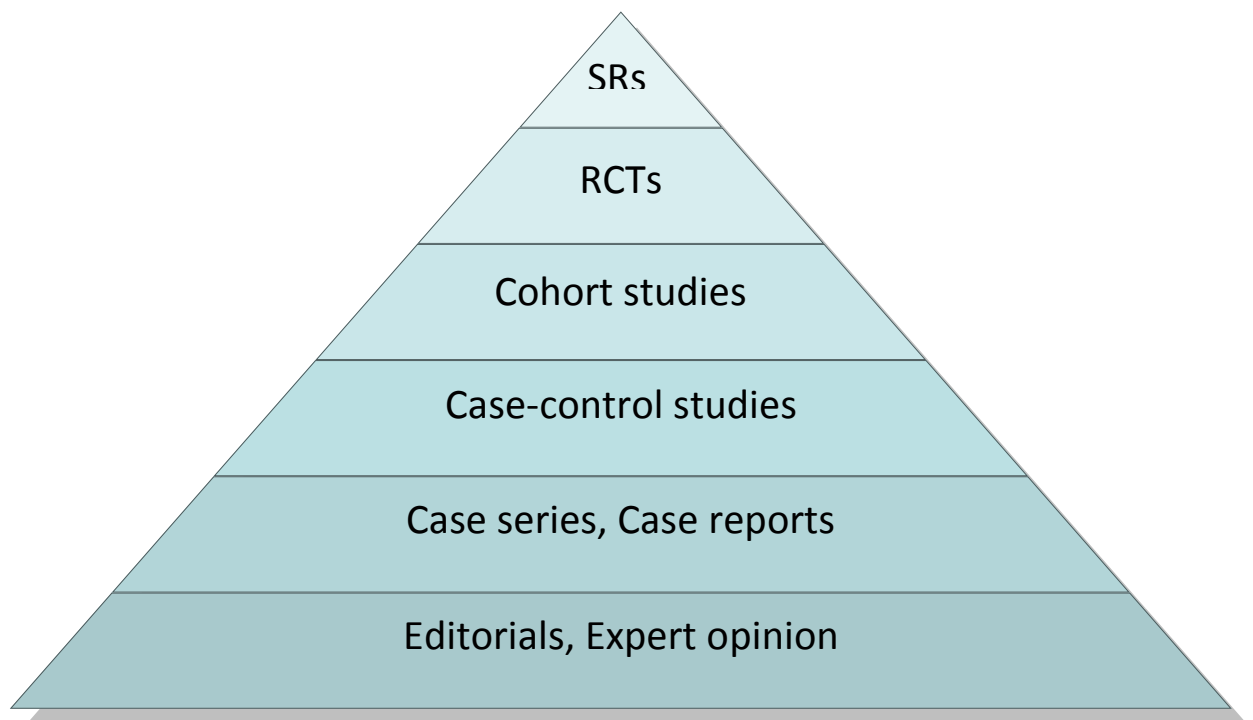 SRs
RCTs
Cohort studies
Case-control studies
Case series, Case reports
Editorials, Expert opinion